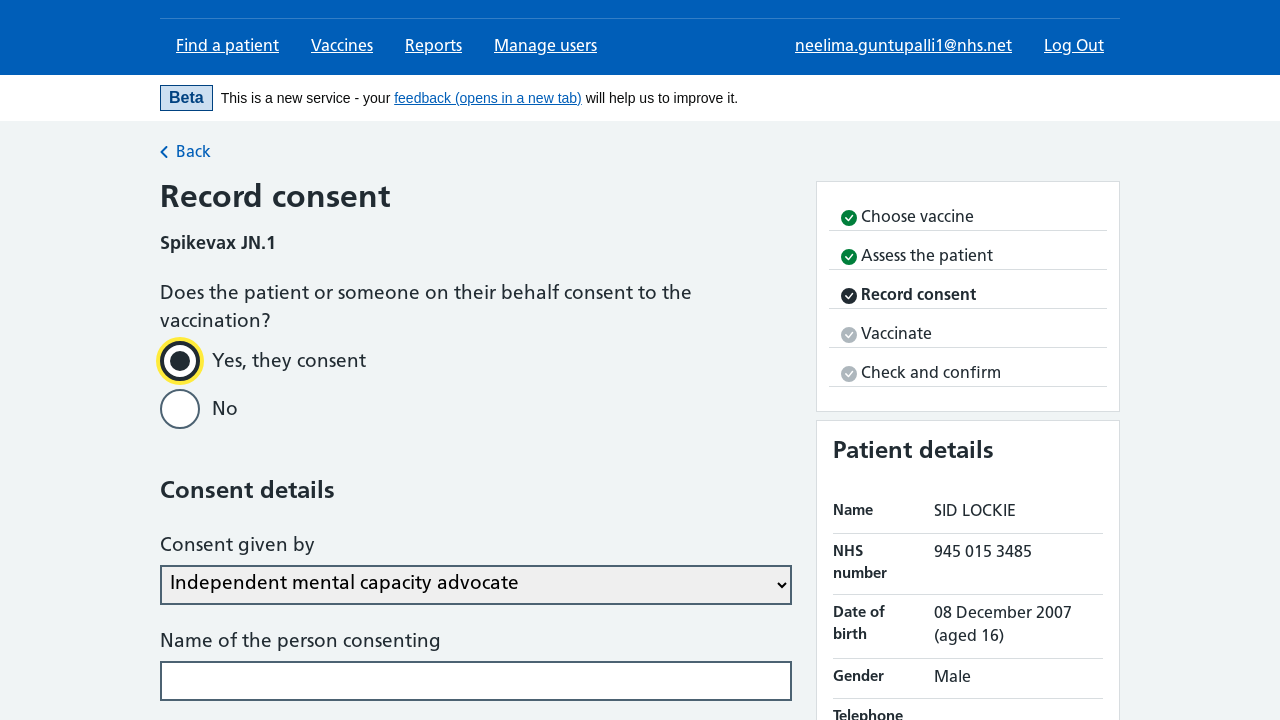 Find a patient
Vaccines
Reports
Manage users
neelima.guntupalli1@nhs.net
Log Out
Beta
This is a new service - your feedback (opens in a new tab) will help us to improve it.
Back
Record consent
Spikevax JN.1
Does the patient or someone on their behalf consent to the
vaccination?
Yes, they consent
No
Consent details
Consent given by
Independent mental capacity advocate
Name of the person consenting
Choose vaccine
Assess the patient
Record consent
Vaccinate
Check and confirm
Patient details
Name
SID LOCKIE
NHS
number
945 015 3485
Date of
birth
08 December 2007
(aged 16)
Gender
Male
Telephone